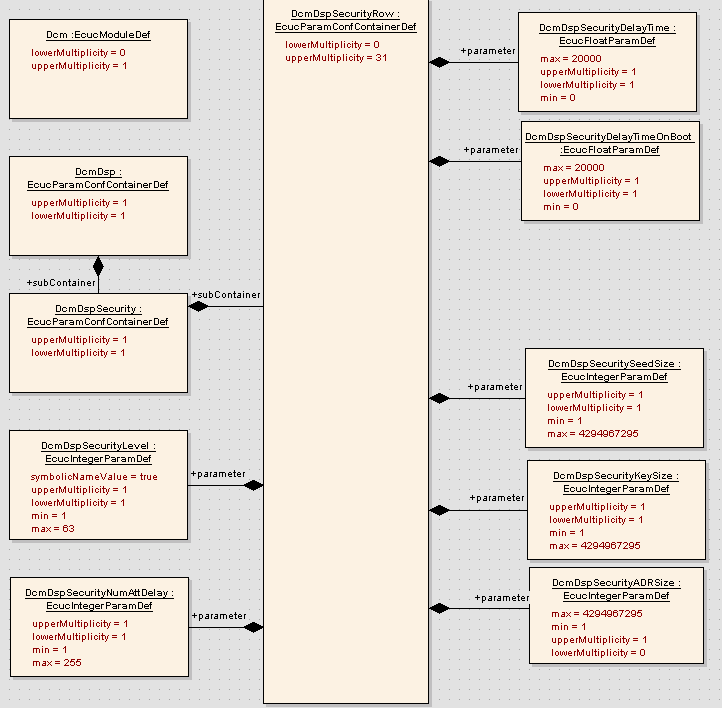 Dcm :EcucModuleDef
lowerMultiplicity = 0
upperMultiplicity = 1
DcmDsp :
EcucParamConfContainerDef
upperMultiplicity = 1
lowerMultiplicity = 1
+subContainer
DcmDspSecurity :
EcucParamConfContainerDef
upperMultiplicity = 1
lowerMultiplicity = 1
+subContainer
DcmDspSecurityLevel :
EcucIntegerParamDef
symbolicNameValue = true
upperMultiplicity = 1
lowerMultiplicity = 1
min = 1
max = 63
+parameter
DcmDspSecurityNumAttDelay :
EcucIntegerParamDef
upperMultiplicity = 1
lowerMultiplicity = 1
min = 1
max = 255
+parameter
DcmDspSecurityRow :
EcucParamConfContainerDef
lowerMultiplicity = 0
upperMultiplicity = 31
+parameter
DcmDspSecurityDelayTime :
EcucFloatParamDef
max = 20000
upperMultiplicity = 1
lowerMultiplicity = 1
min = 0
+parameter
DcmDspSecurityDelayTimeOnBoot
:EcucFloatParamDef
max = 20000
upperMultiplicity = 1
lowerMultiplicity = 1
min = 0
+parameter
DcmDspSecuritySeedSize :
EcucIntegerParamDef
upperMultiplicity = 1
lowerMultiplicity = 1
min = 1
max = 4294967295
+parameter
DcmDspSecurityKeySize :
EcucIntegerParamDef
upperMultiplicity = 1
lowerMultiplicity = 1
min = 1
max = 4294967295
+parameter
DcmDspSecurityADRSize :
EcucIntegerParamDef
max = 4294967295
min = 1
upperMultiplicity = 1
lowerMultiplicity = 0